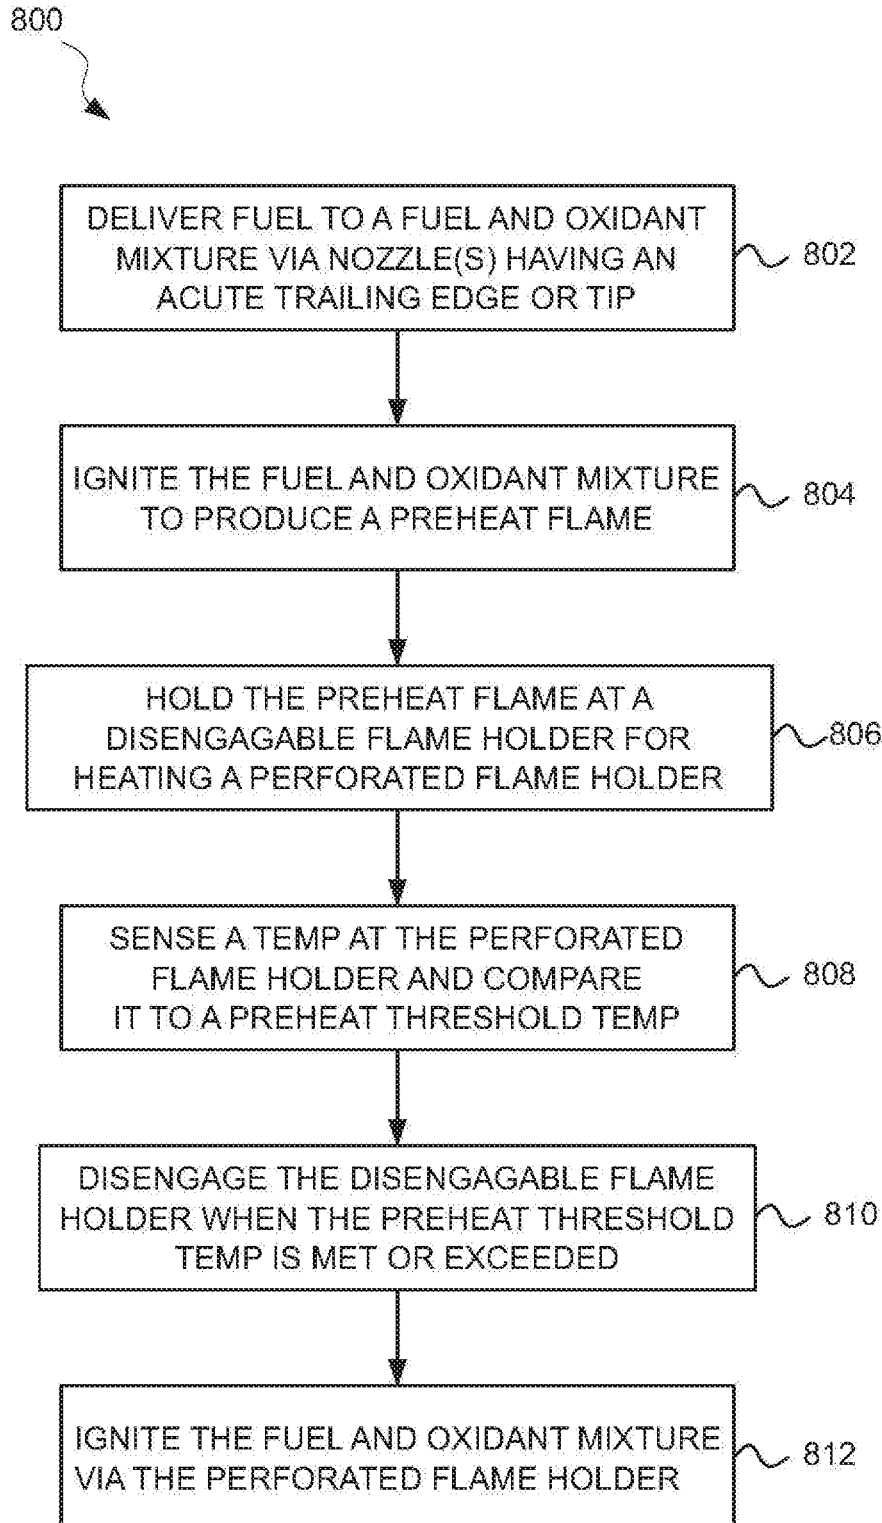 800
DELIVER FUEL TO A FUEL AND OXIDANT
MIXTURE VIA NOZZLE(S) HAVING AN
ACUTE TRAILING EDGE OR TIP
802
IGNITE THE FUEL AND OXIDANT MIXTURE
TO PRODUCE A PREHEAT FLAME
804
HOLD THE PREHEAT FLAME AT A
DISENGAGABLE FLAME HOLDER FOR
HEATING A PERFORATED FLAME HOLDER
806
SENSE A TEMP AT THE PERFORATED
FLAME HOLDER AND COMPARE
IT TO A PREHEAT THRESHOLD TEMP
808
DISENGAGE THE DISENGAGABLE FLAME
HOLDER WHEN THE PREHEAT THRESHOLD
TEMP IS MET OR EXCEEDED
810
IGNITE THE FUEL AND OXIDANT MIXTURE
VIA THE PERFORATED FLAME HOLDER
812